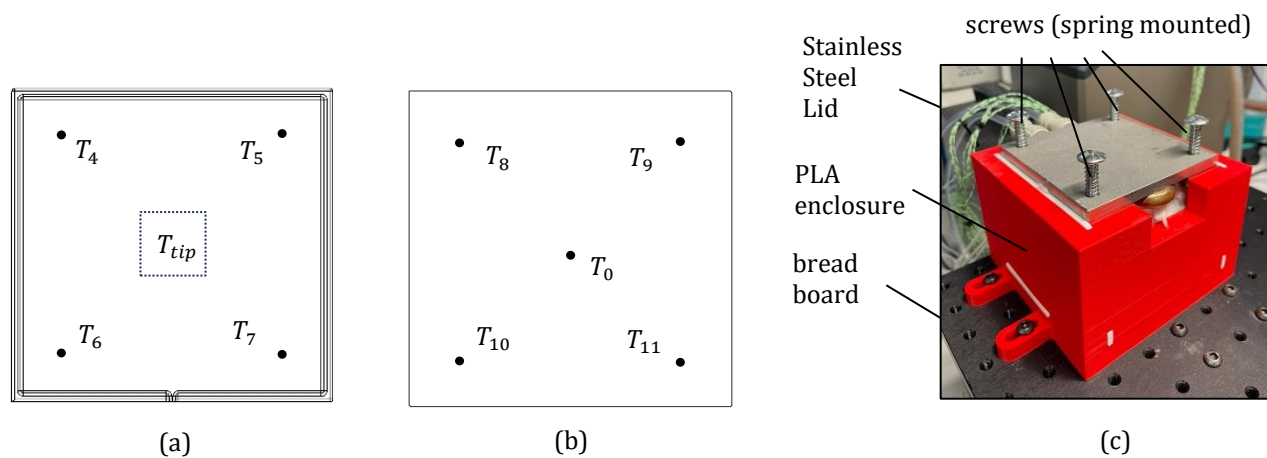 T₄
T₅
T_tip
T₆
T₇
(a)
T₈
T₉
T₀
T₁₀
T₁₁
(b)
screws (spring mounted)
Stainless
Steel
Lid
PLA
enclosure
bread
board
(c)